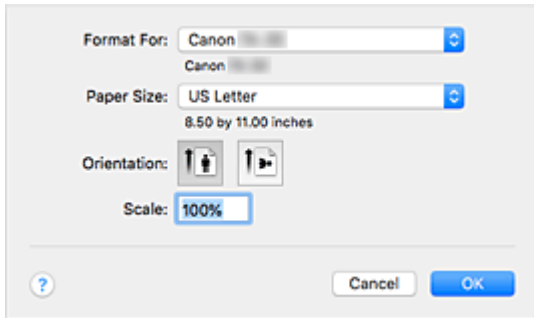 Format For: Canon
Canon
Paper Size: US Letter
8.50 by 11.00 inches
Orientation:
Scale: 100%
? Cancel OK